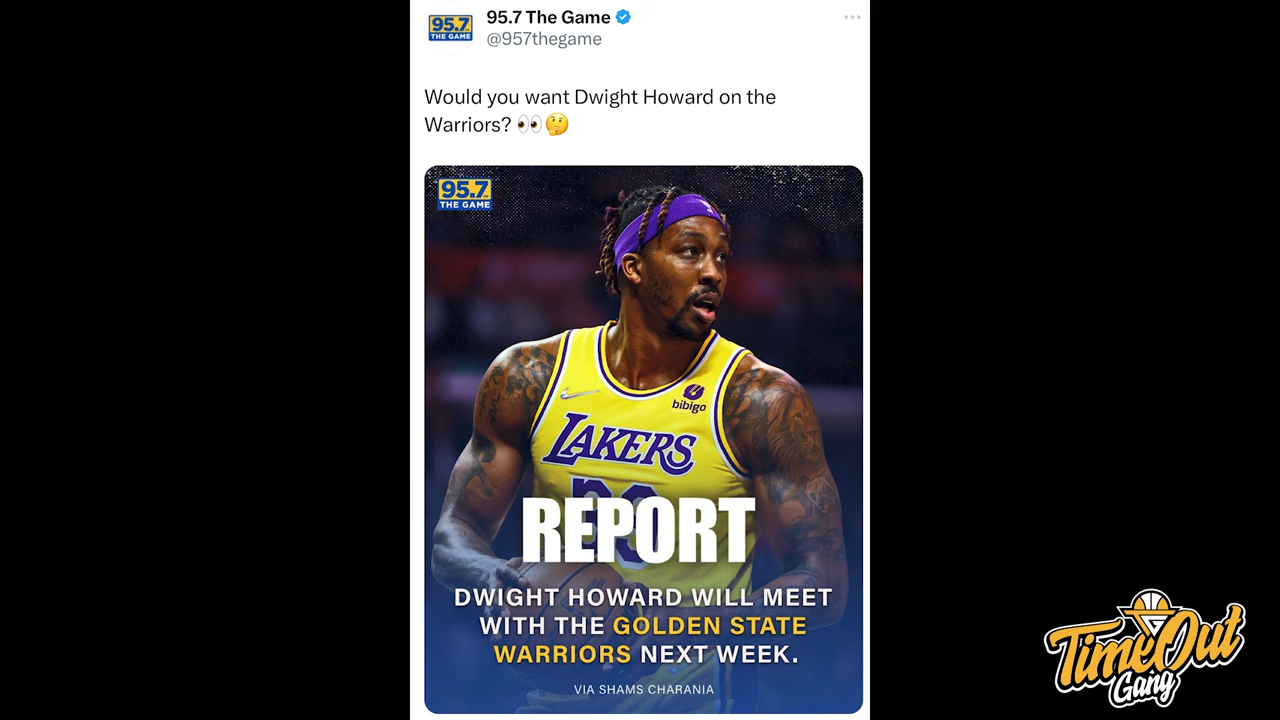 95.7
THE GAME
95.7 The Game
@957thegame
Would you want Dwight Howard on the
Warriors? 👀🤔
95.7
THE GAME
bibigo
LAKERS
39
REPORT
DWIGHT HOWARD WILL MEET
WITH THE GOLDEN STATE
WARRIORS NEXT WEEK.
VIA SHAMS CHARANIA
TimeOut
Gang